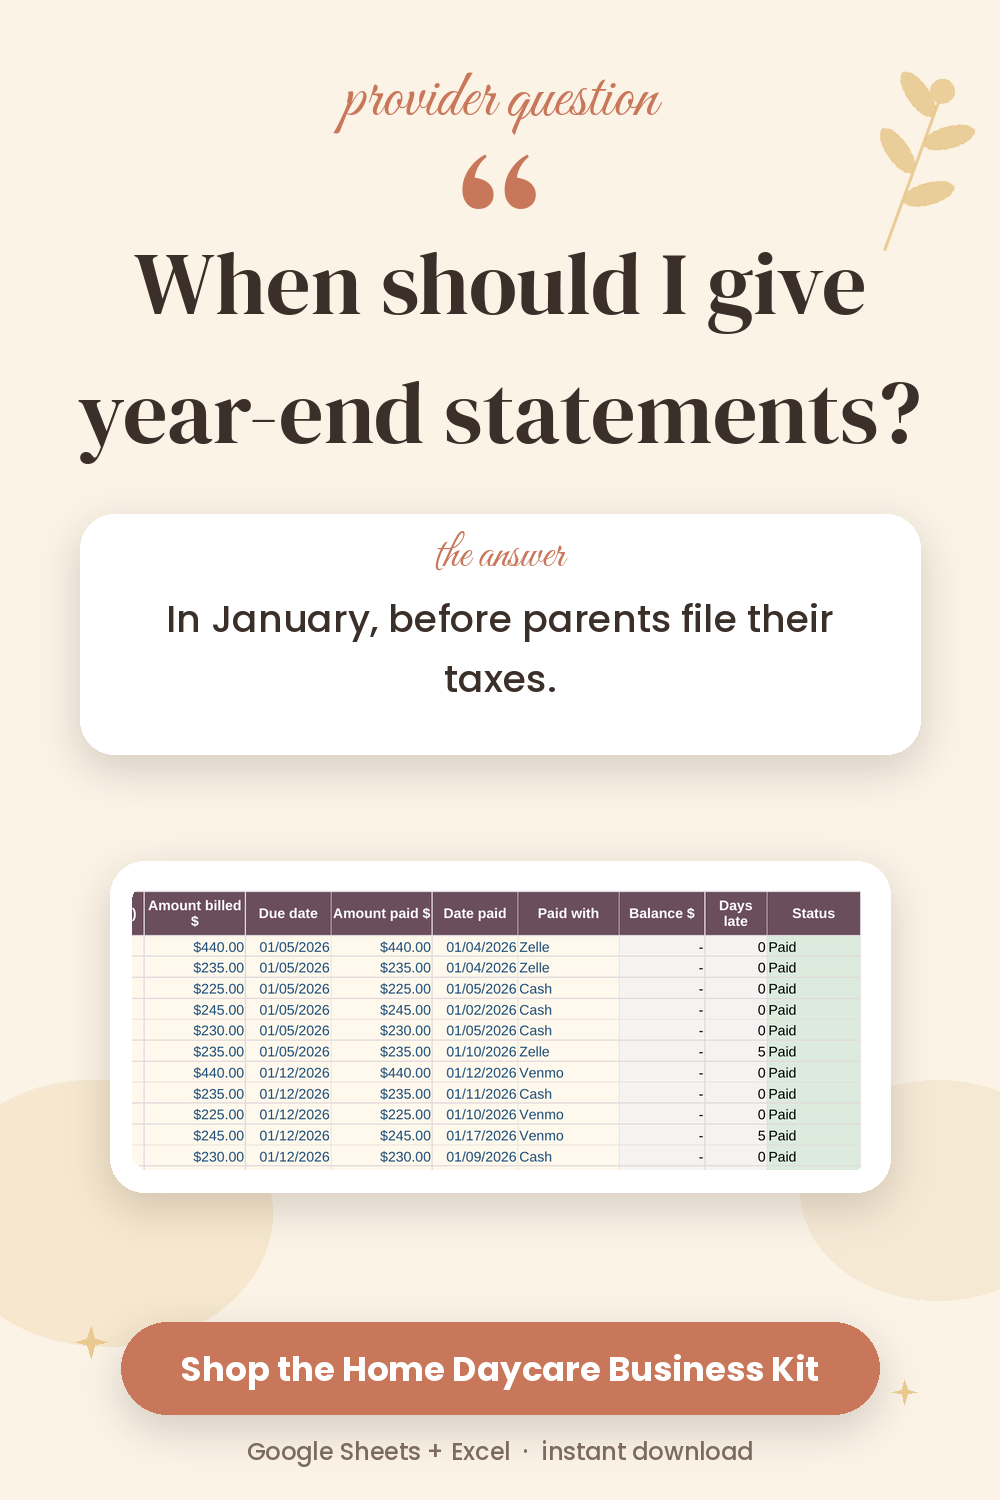 provider question
“
When should I give
year-end statements?
the answer
In January, before parents file their
taxes.
) Amount billed $ Due date Amount paid $ Date paid Paid with Balance $ Days late Status
$440.00 01/05/2026 $440.00 01/04/2026 Zelle - 0 Paid
$235.00 01/05/2026 $235.00 01/04/2026 Zelle - 0 Paid
$225.00 01/05/2026 $225.00 01/05/2026 Cash - 0 Paid
$245.00 01/05/2026 $245.00 01/02/2026 Cash - 0 Paid
$230.00 01/05/2026 $230.00 01/05/2026 Cash - 0 Paid
$235.00 01/05/2026 $235.00 01/10/2026 Zelle - 5 Paid
$440.00 01/12/2026 $440.00 01/12/2026 Venmo - 0 Paid
$235.00 01/12/2026 $235.00 01/11/2026 Cash - 0 Paid
$225.00 01/12/2026 $225.00 01/10/2026 Venmo - 0 Paid
$245.00 01/12/2026 $245.00 01/17/2026 Venmo - 5 Paid
$230.00 01/12/2026 $230.00 01/09/2026 Cash - 0 Paid
Shop the Home Daycare Business Kit
Google Sheets + Excel · instant download